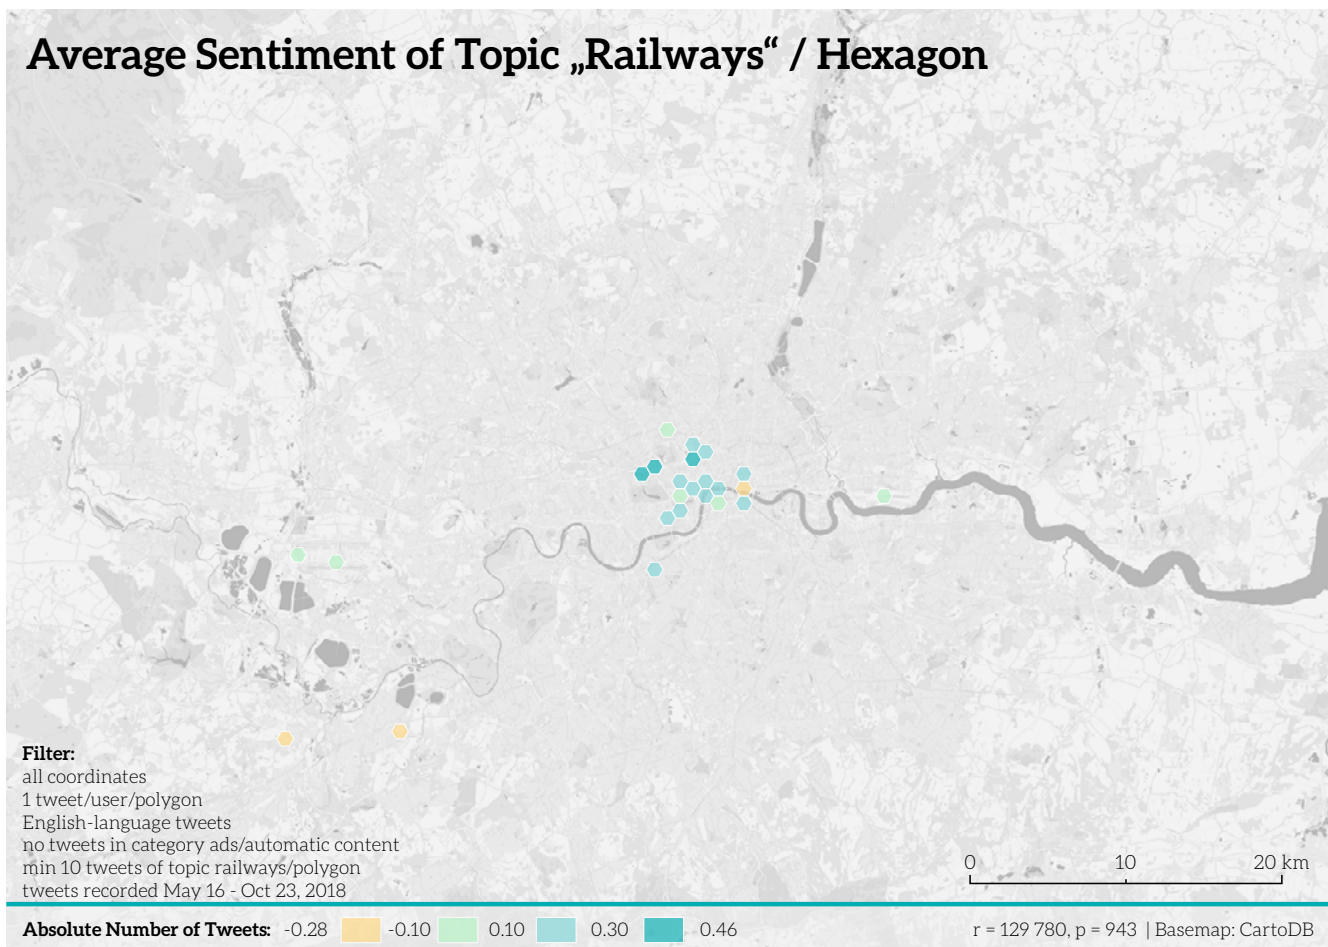 Average Sentiment of Topic „Railways“ / Hexagon
Filter:
all coordinates
1 tweet/user/polygon
English-language tweets
no tweets in category ads/automatic content
min 10 tweets of topic railways/polygon
tweets recorded May 16 - Oct 23, 2018
0 10 20 km
Absolute Number of Tweets: -0.28 -0.10 0.10 0.30 0.46
r = 129 780, p = 943 | Basemap: CartoDB